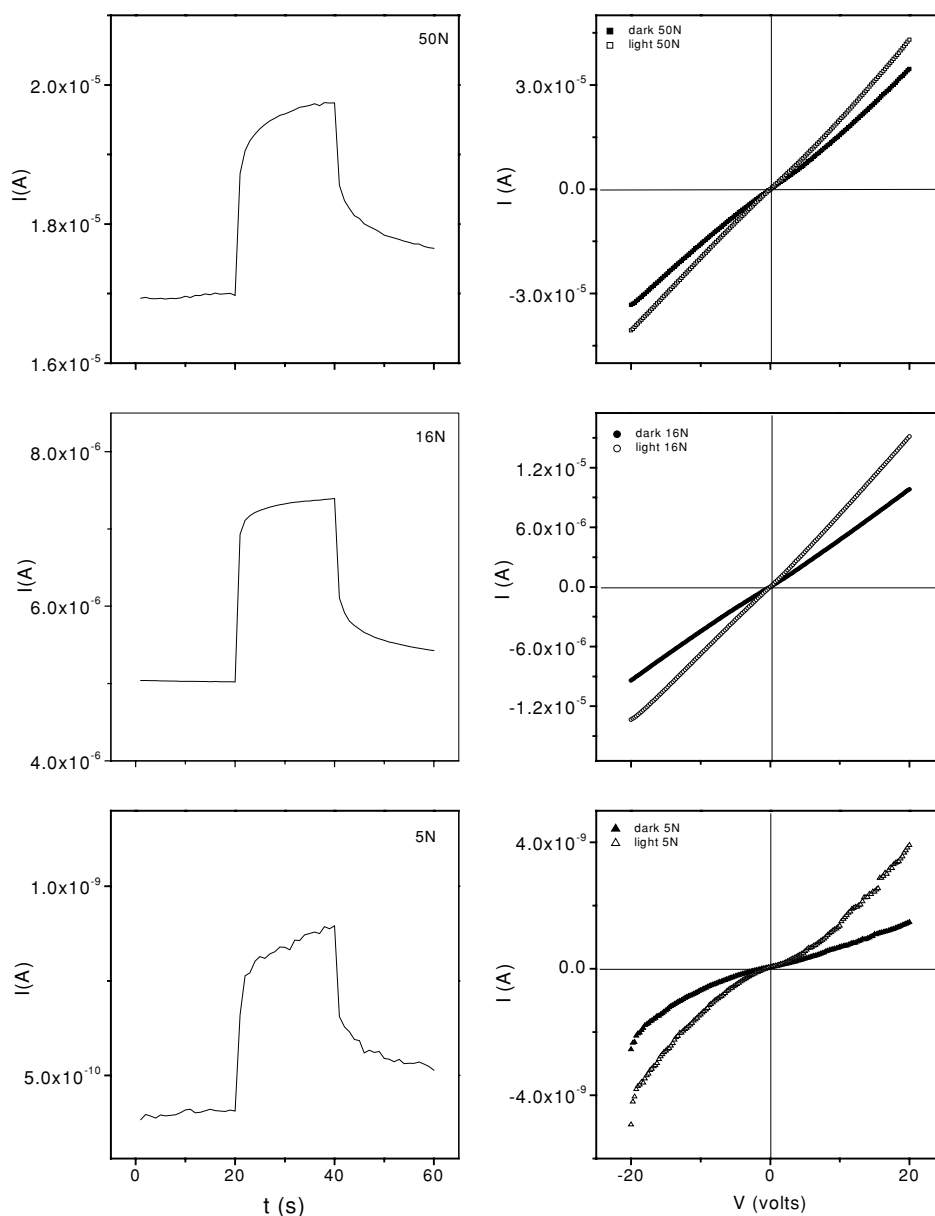 50N
2.0x10⁻⁵
1.8x10⁻⁵
1.6x10⁻⁵
I(A)
dark 50N
light 50N
3.0x10⁻⁵
0.0
-3.0x10⁻⁵
I (A)
16N
8.0x10⁻⁶
6.0x10⁻⁶
4.0x10⁻⁶
I(A)
dark 16N
light 16N
1.2x10⁻⁵
6.0x10⁻⁶
0.0
-6.0x10⁻⁶
-1.2x10⁻⁵
I (A)
5N
1.0x10⁻⁹
5.0x10⁻¹⁰
I(A)
0 20 40 60
t (s)
dark 5N
light 5N
4.0x10⁻⁹
0.0
-4.0x10⁻⁹
I (A)
-20 0 20
V (volts)